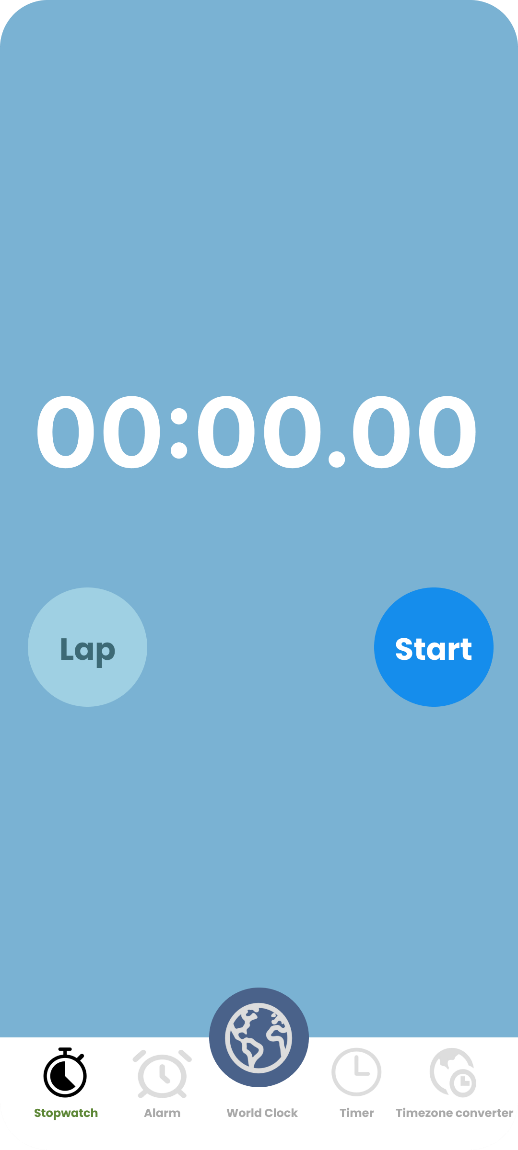 00:00.00
Lap
Start
Stopwatch
Alarm
World Clock
Timer
Timezone converter